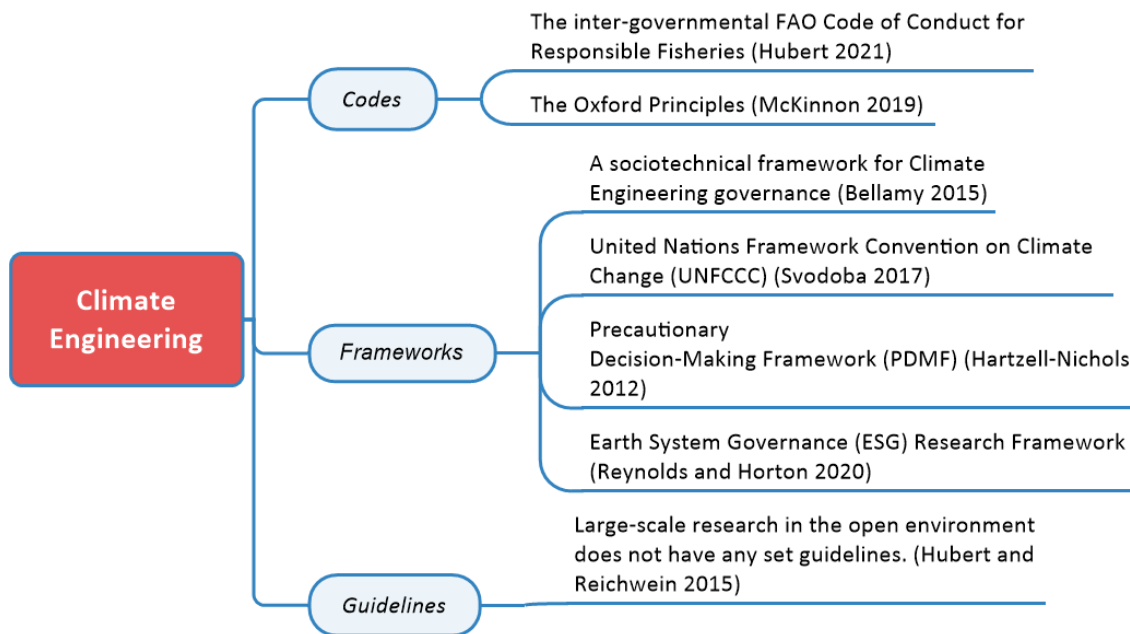 The inter-governmental FAO Code of Conduct for
Responsible Fisheries (Hubert 2021)
Codes
The Oxford Principles (McKinnon 2019)
A sociotechnical framework for Climate
Engineering governance (Bellamy 2015)
United Nations Framework Convention on Climate
Change (UNFCCC) (Svodoba 2017)
Climate
Engineering
Frameworks
Precautionary
Decision-Making Framework (PDMF) (Hartzell-Nichols
2012)
Earth System Governance (ESG) Research Framework
(Reynolds and Horton 2020)
Large-scale research in the open environment
does not have any set guidelines. (Hubert and
Reichwein 2015)
Guidelines